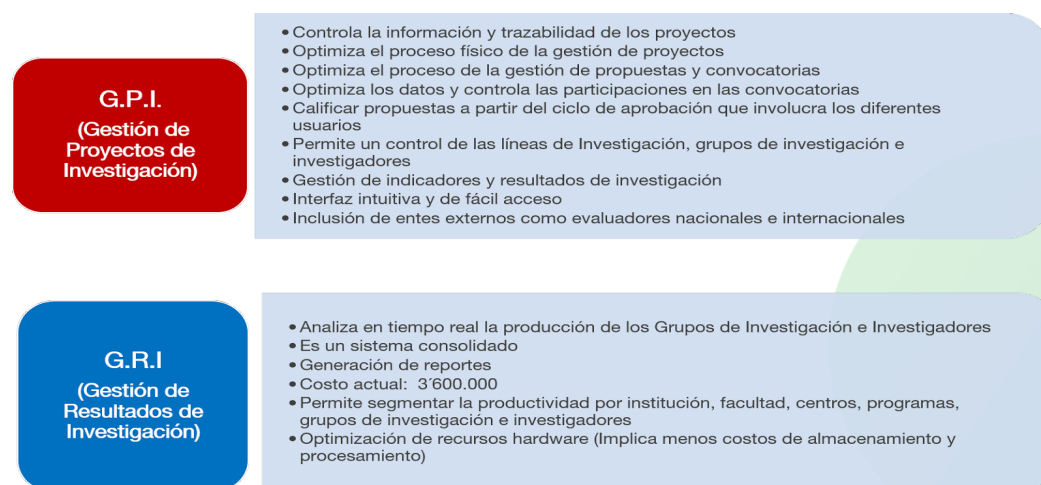 G.P.I.
(Gestión de
Proyectos de
Investigación)
• Controla la información y trazabilidad de los proyectos
• Optimiza el proceso físico de la gestión de proyectos
• Optimiza el proceso de la gestión de propuestas y convocatorias
• Optimiza los datos y controla las participaciones en las convocatorias
• Calificar propuestas a partir del ciclo de aprobación que involucra los diferentes
usuarios
• Permite un control de las líneas de Investigación, grupos de investigación e
investigadores
• Gestión de indicadores y resultados de investigación
• Interfaz intuitiva y de fácil acceso
• Inclusión de entes externos como evaluadores nacionales e internacionales
G.R.I
(Gestión de
Resultados de
Investigación)
• Analiza en tiempo real la producción de los Grupos de Investigación e Investigadores
• Es un sistema consolidado
• Generación de reportes
• Costo actual: 3´600.000
• Permite segmentar la productividad por institución, facultad, centros, programas,
grupos de investigación e investigadores
• Optimización de recursos hardware (Implica menos costos de almacenamiento y
procesamiento)